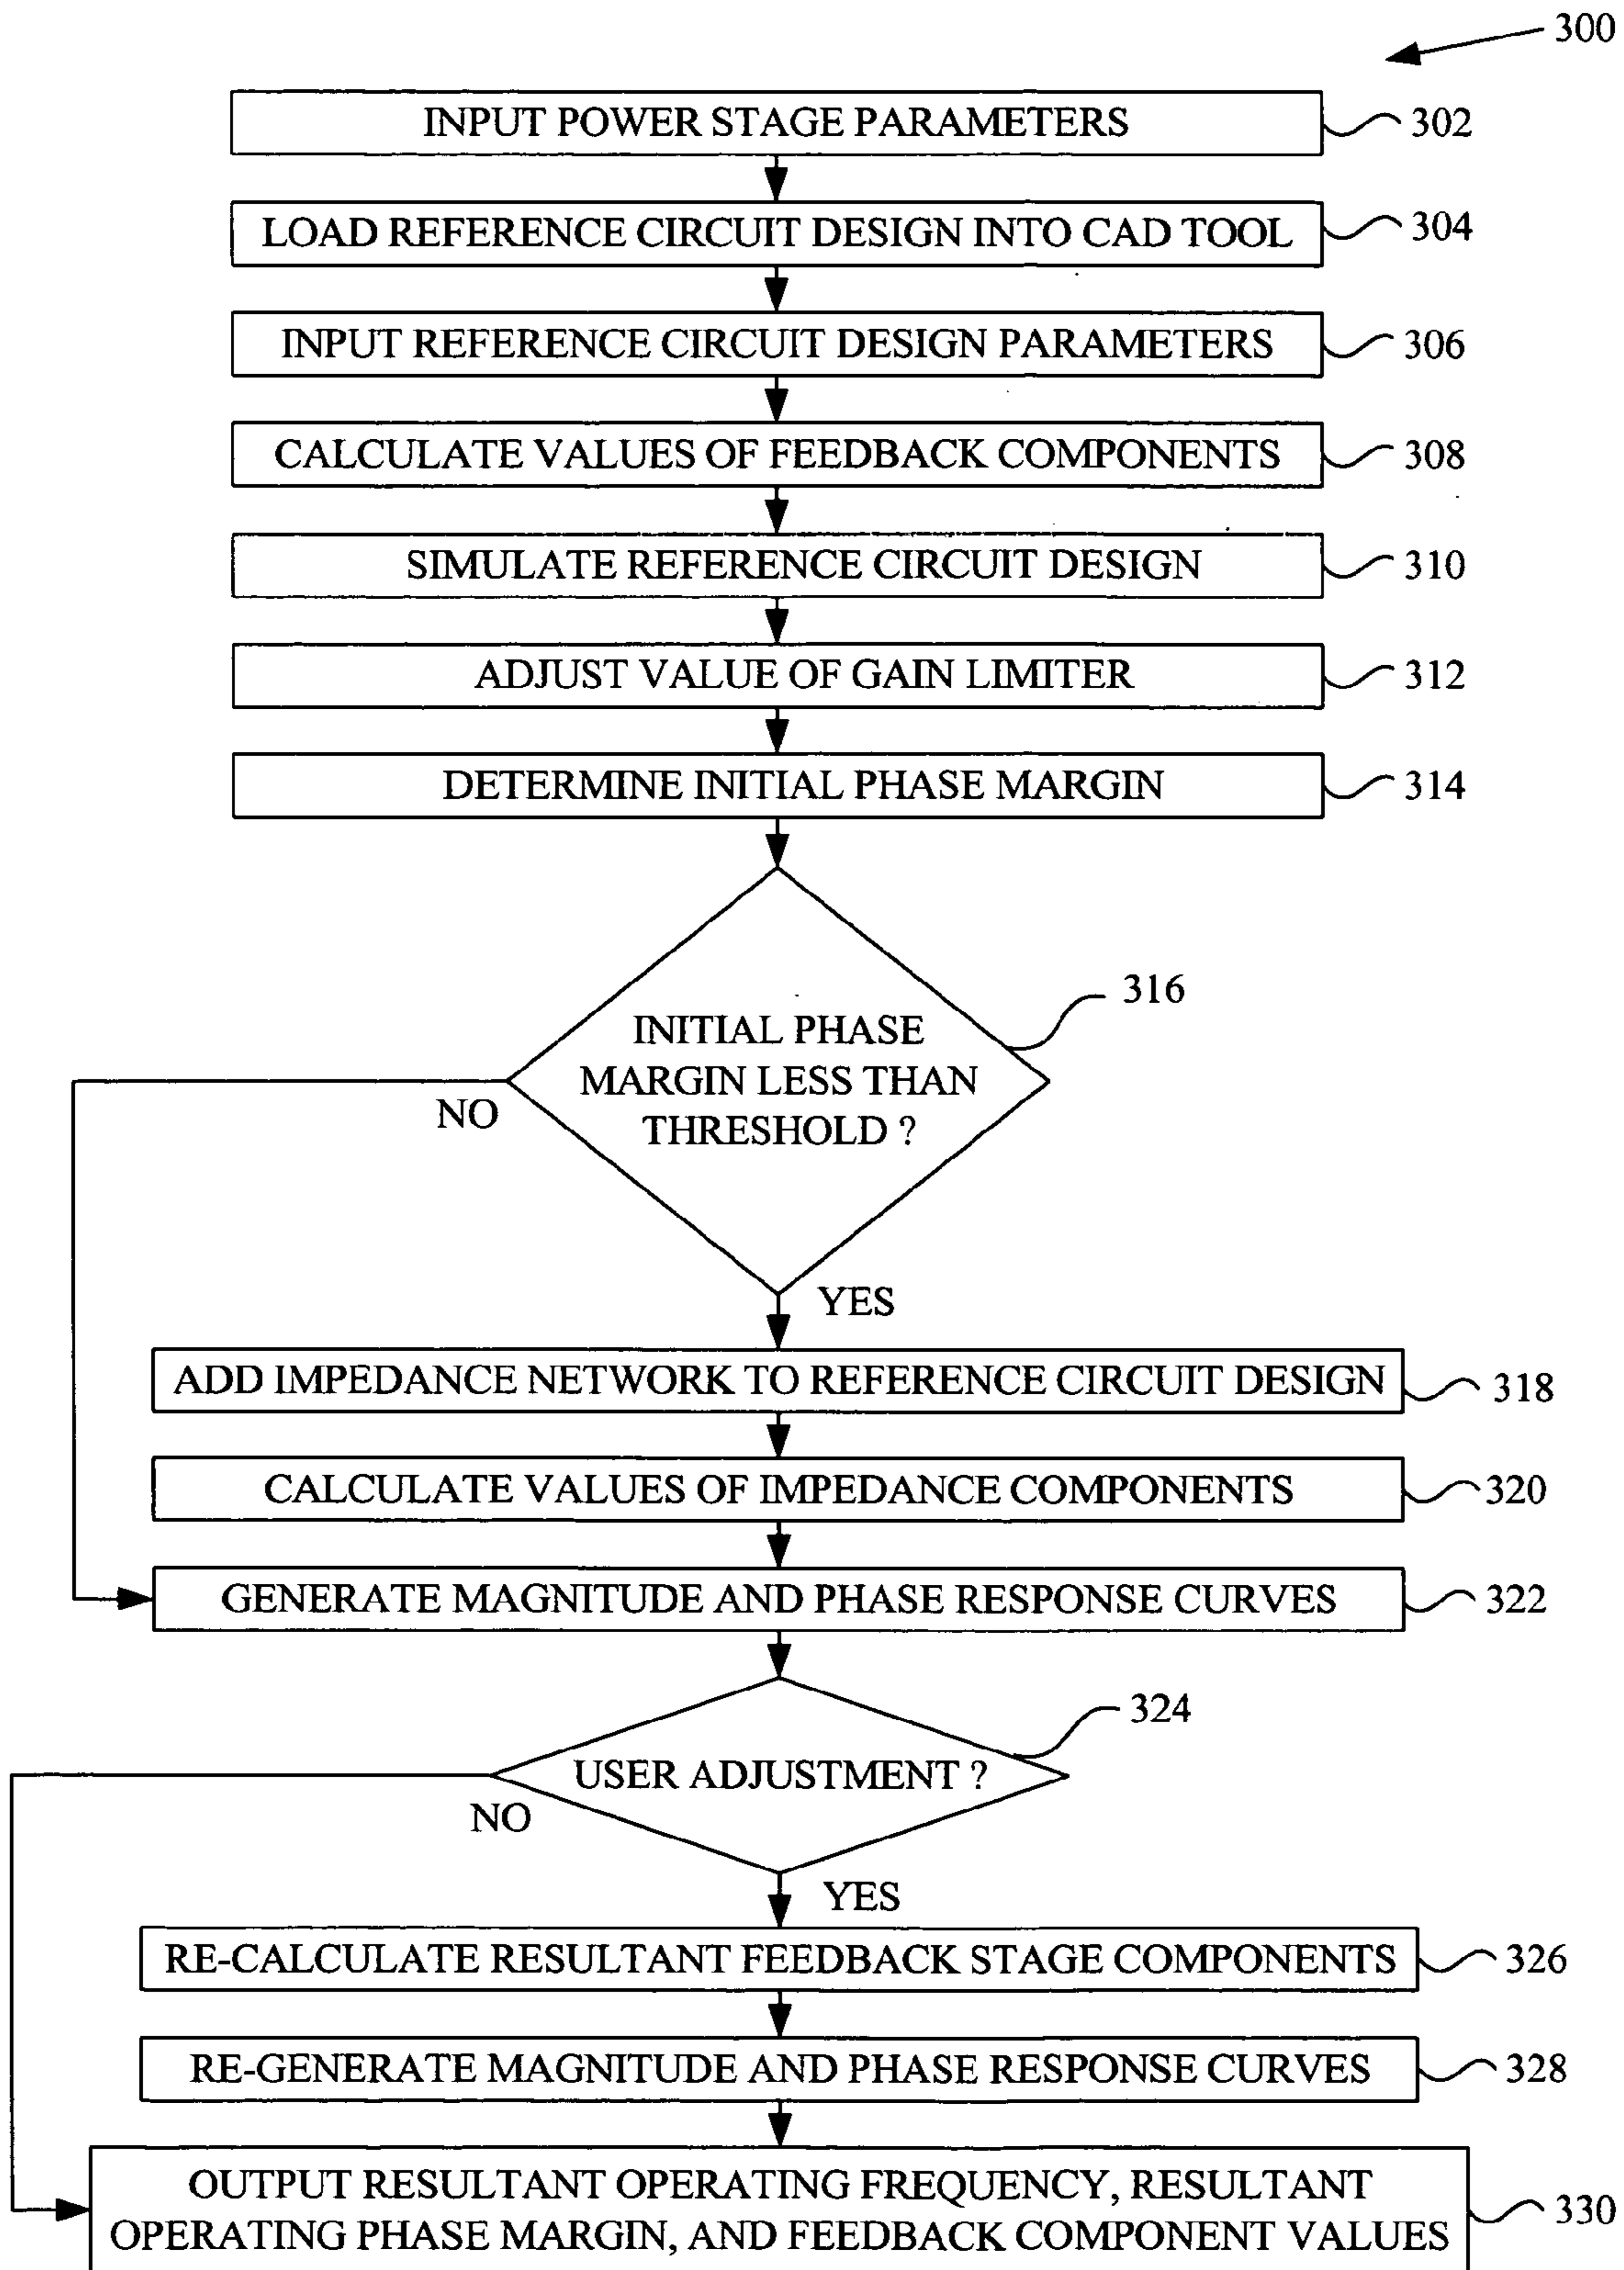 300
INPUT POWER STAGE PARAMETERS
302
LOAD REFERENCE CIRCUIT DESIGN INTO CAD TOOL
304
INPUT REFERENCE CIRCUIT DESIGN PARAMETERS
306
CALCULATE VALUES OF FEEDBACK COMPONENTS
308
SIMULATE REFERENCE CIRCUIT DESIGN
310
ADJUST VALUE OF GAIN LIMITER
312
DETERMINE INITIAL PHASE MARGIN
314
316
INITIAL PHASE
MARGIN LESS THAN
THRESHOLD ?
NO
YES
ADD IMPEDANCE NETWORK TO REFERENCE CIRCUIT DESIGN
318
CALCULATE VALUES OF IMPEDANCE COMPONENTS
320
GENERATE MAGNITUDE AND PHASE RESPONSE CURVES
322
324
USER ADJUSTMENT ?
NO
YES
RE-CALCULATE RESULTANT FEEDBACK STAGE COMPONENTS
326
RE-GENERATE MAGNITUDE AND PHASE RESPONSE CURVES
328
OUTPUT RESULTANT OPERATING FREQUENCY, RESULTANT
OPERATING PHASE MARGIN, AND FEEDBACK COMPONENT VALUES
330